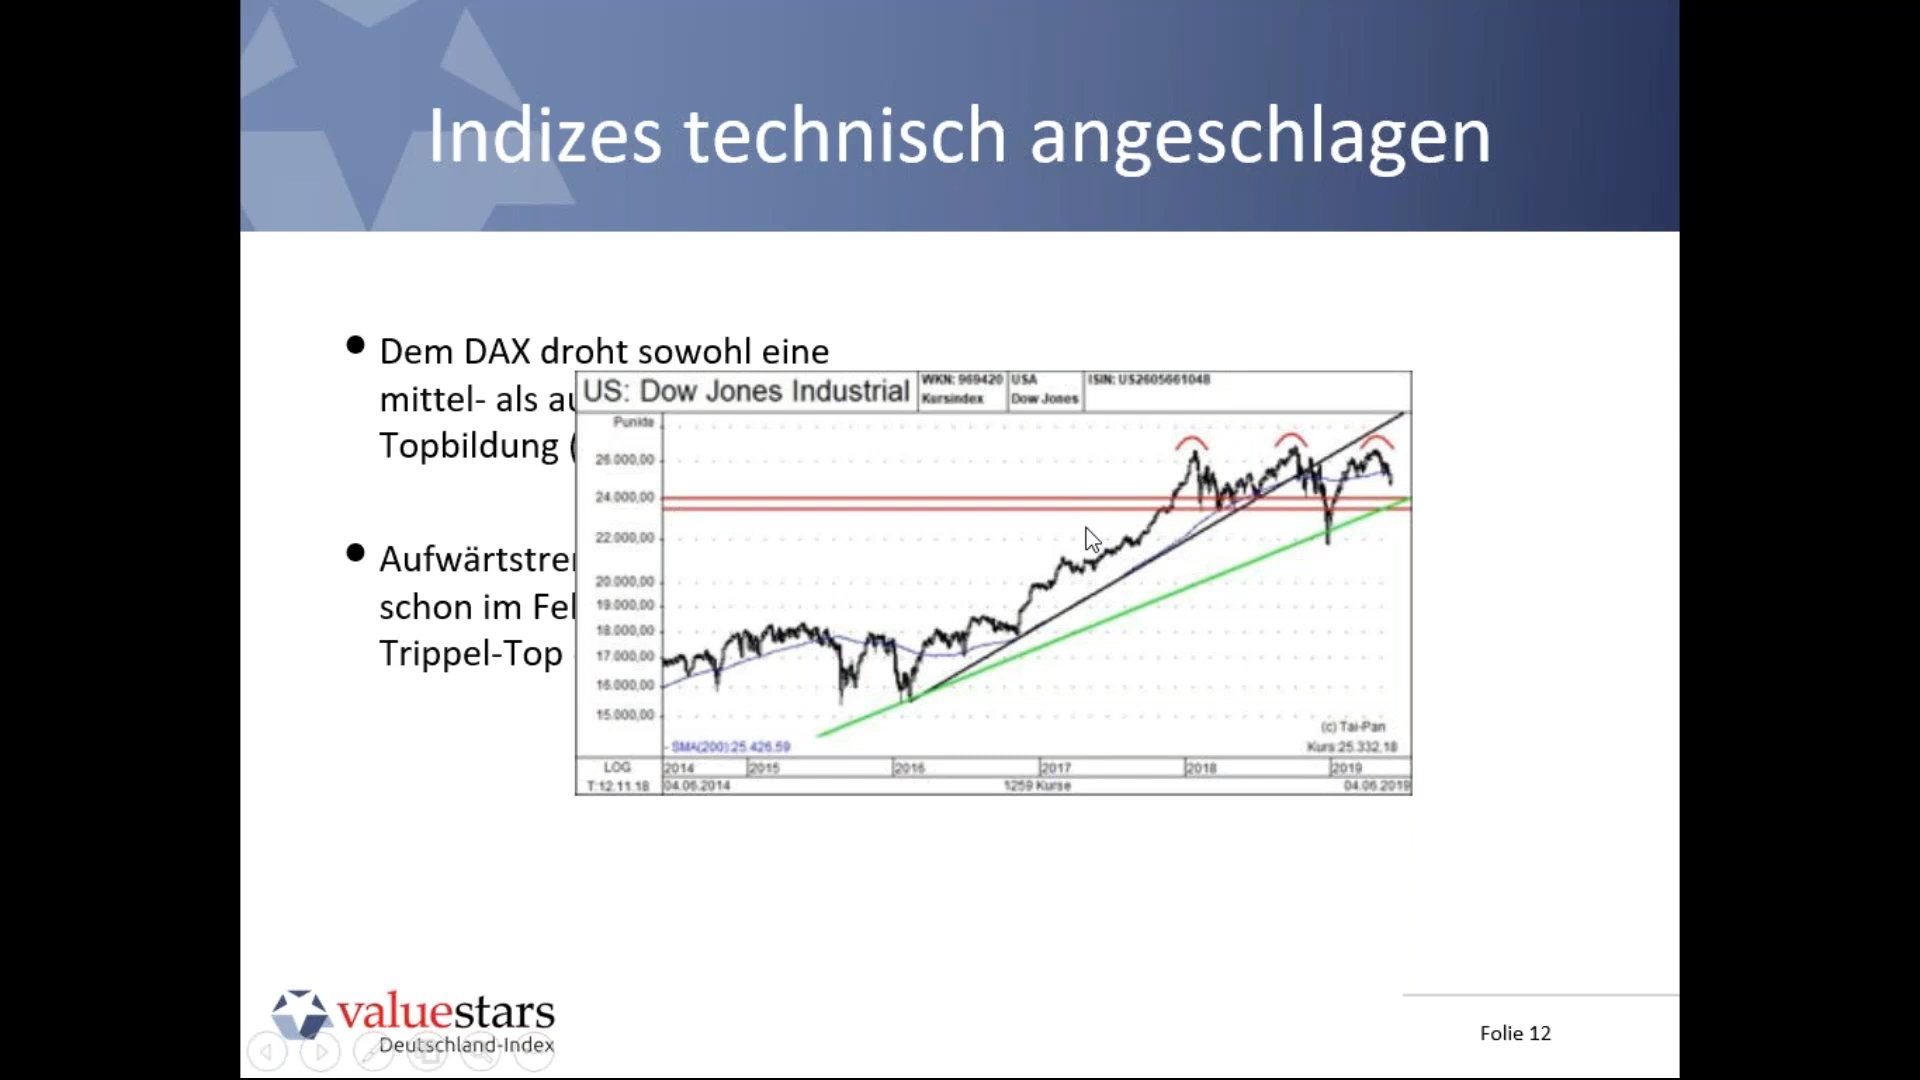 Indizes technisch angeschlagen
Dem DAX droht sowohl eine
mittel- als
Topbildung
schon im
Trippel-Top
US: Dow Jones Industrial
WKN: 969420
Kursindex
USA
Dow Jones
ISIN: US2605661048
Punkte
26.000,00
24.000,00
22.000,00
20.000,00
19.000,00
18.000,00
17.000,00
16.000,00
15.000,00
(c) Tai-Pan
- SMA(200):25.426,59
Kurs:25.332,18
LOG
2014
2015
2016
2017
2018
2019
T:12.11.18
04.06.2014
1259 Kurse
04.06.2019
valuestars
Deutschland-Index
Folie 12